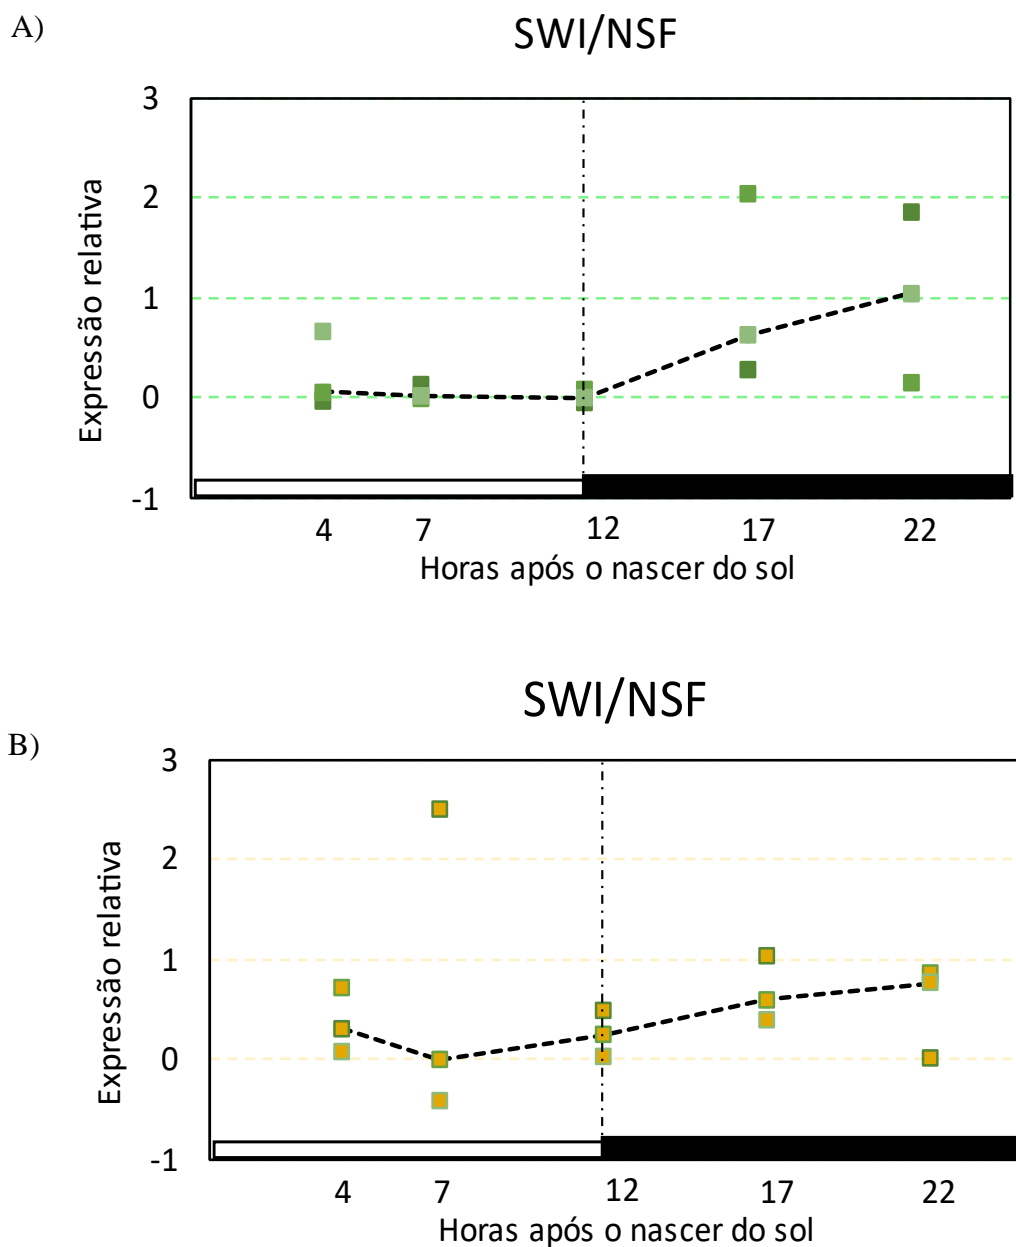 A)
SWI/NSF
3
2
1
0
-1
Expressão relativa
4 7 12 17 22
Horas após o nascer do sol
SWI/NSF
B)
3
2
1
0
-1
Expressão relativa
4 7 12 17 22
Horas após o nascer do sol